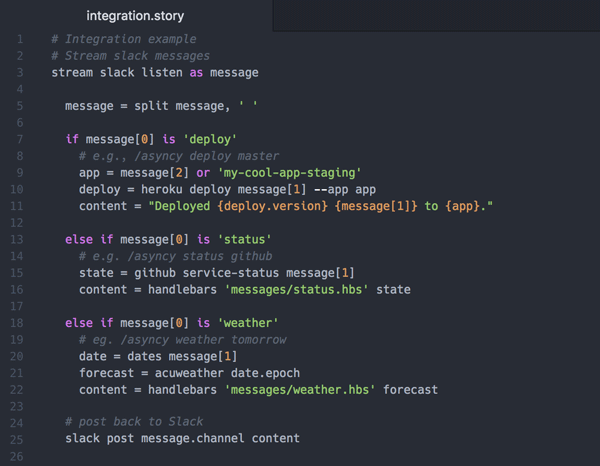 integration.story
1 # Integration example
2 # Stream slack messages
3 stream slack listen as message
4
5 message = split message, ' '
6
7 if message[0] is 'deploy'
8 # e.g., /asyncy deploy master
9 app = message[2] or 'my-cool-app-staging'
10 deploy = heroku deploy message[1] --app app
11 content = "Deployed {deploy.version} {message[1]} to {app}."
12
13 else if message[0] is 'status'
14 # e.g. /asyncy status github
15 state = github service-status message[1]
16 content = handlebars 'messages/status.hbs' state
17
18 else if message[0] is 'weather'
19 # eg. /asyncy weather tomorrow
20 date = dates message[1]
21 forecast = acuweather date.epoch
22 content = handlebars 'messages/weather.hbs' forecast
23
24 # post back to Slack
25 slack post message.channel content
26